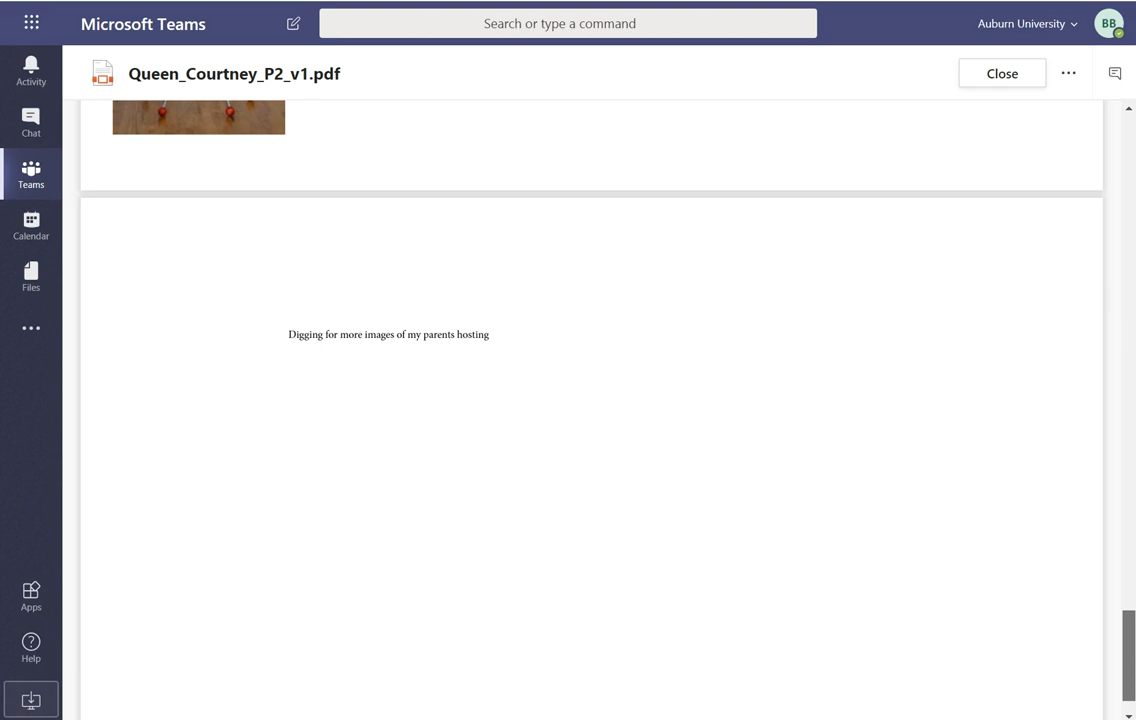 Microsoft Teams
Search or type a command
Auburn University
BB
Activity
Chat
Teams
Calendar
Files
Apps
Help
Queen_Courtney_P2_v1.pdf
Close
Digging for more images of my parents hosting